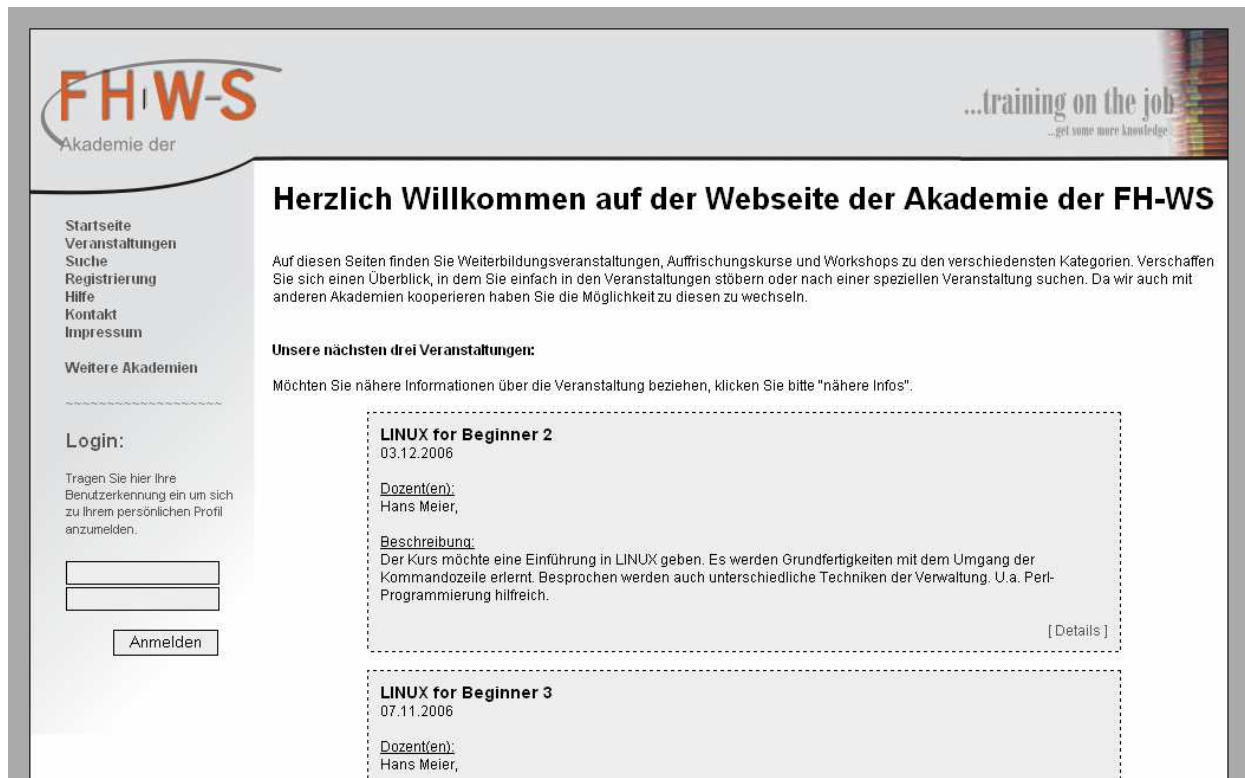 FH-W-S
Akademie der
...training on the job
...get some more knowledge
Startseite
Veranstaltungen
Suche
Registrierung
Hilfe
Kontakt
Impressum
Weitere Akademien
~~~~~~~~~~~~~~~~~~~
Login:
Tragen Sie hier Ihre
Benutzerkennung ein um sich
zu Ihrem persönlichen Profil
anzumelden.
Anmelden
Herzlich Willkommen auf der Webseite der Akademie der FH-WS
Auf diesen Seiten finden Sie Weiterbildungsveranstaltungen, Auffrischungskurse und Workshops zu den verschiedensten Kategorien. Verschaffen
Sie sich einen Überblick, in dem Sie einfach in den Veranstaltungen stöbern oder nach einer speziellen Veranstaltung suchen. Da wir auch mit
anderen Akademien kooperieren haben Sie die Möglichkeit zu diesen zu wechseln.
Unsere nächsten drei Veranstaltungen:
Möchten Sie nähere Informationen über die Veranstaltung beziehen, klicken Sie bitte "nähere Infos".
LINUX for Beginner 2
03.12.2006
Dozent(en):
Hans Meier,
Beschreibung:
Der Kurs möchte eine Einführung in LINUX geben. Es werden Grundfertigkeiten mit dem Umgang der
Kommandozeile erlernt. Besprochen werden auch unterschiedliche Techniken der Verwaltung. U.a. Perl-
Programmierung hilfreich.
[ Details ]
LINUX for Beginner 3
07.11.2006
Dozent(en):
Hans Meier,